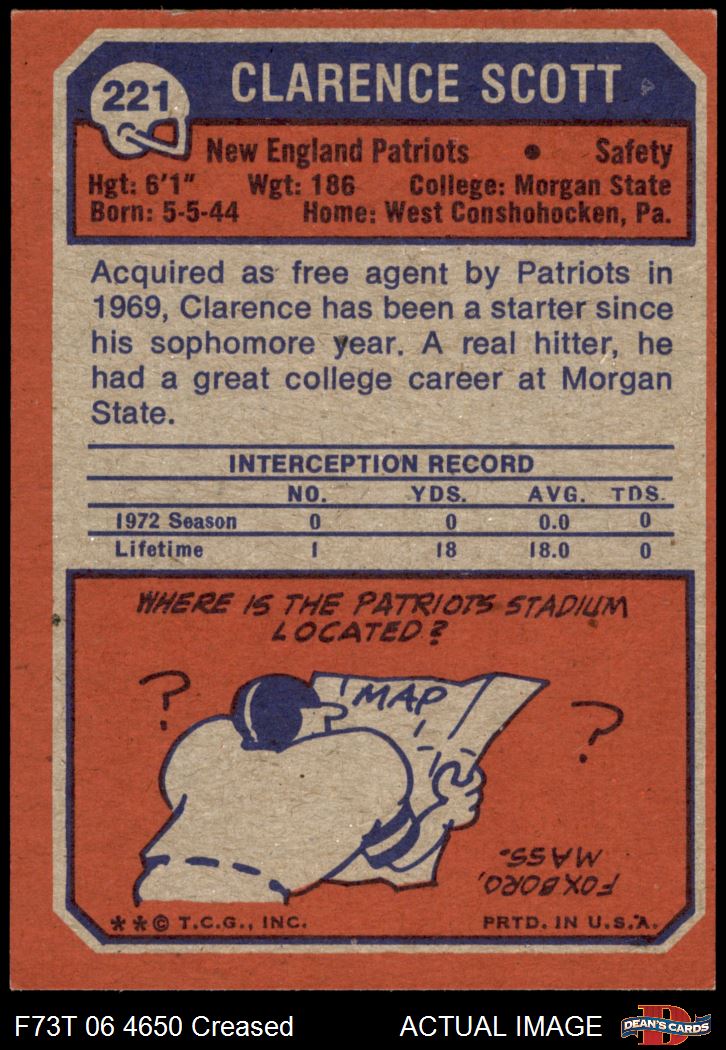 221
CLARENCE SCOTT
New England Patriots • Safety
Hgt: 6'1" Wgt: 186 College: Morgan State
Born: 5-5-44 Home: West Conshohocken, Pa.
Acquired as free agent by Patriots in
1969, Clarence has been a starter since
his sophomore year. A real hitter, he
had a great college career at Morgan
State.
INTERCEPTION RECORD
NO. YDS. AVG. TDS.
1972 Season 0 0 0.0 0
Lifetime 1 18 18.0 0
WHERE IS THE PATRIOTS STADIUM
LOCATED?
? MAP ?
FOXBORO,
MASS.
**© T.C.G., INC. PRTD. IN U.S.A.
F73T 06 4650 Creased ACTUAL IMAGE
D
DEAN'S CARDS